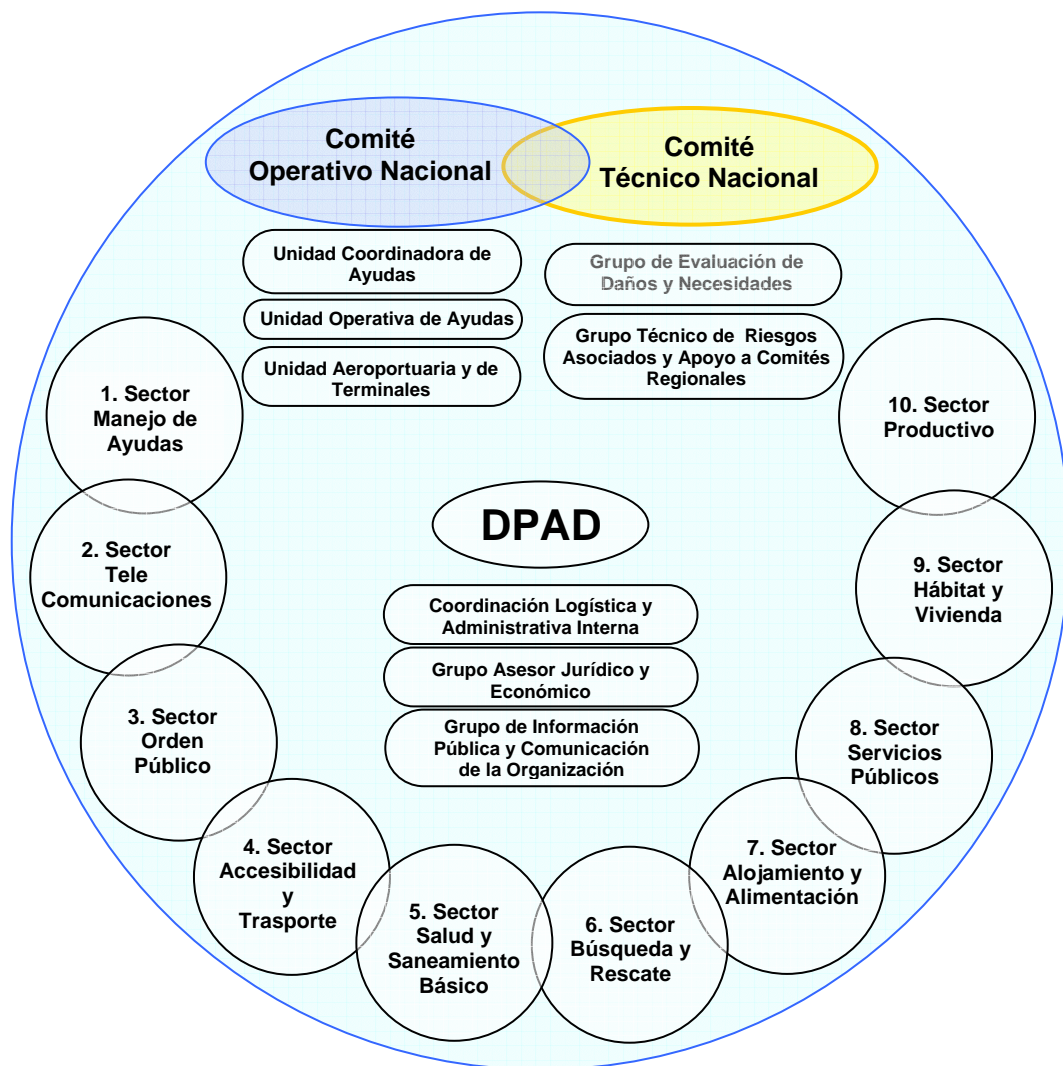 Comité
Operativo Nacional
Comité
Técnico Nacional
Unidad Coordinadora de
Ayudas
Unidad Operativa de Ayudas
Unidad Aeroportuaria y de
Terminales
Grupo de Evaluación de
Daños y Necesidades
Grupo Técnico de Riesgos
Asociados y Apoyo a Comités
Regionales
DPAD
Coordinación Logística y
Administrativa Interna
Grupo Asesor Jurídico y
Económico
Grupo de Información
Pública y Comunicación
de la Organización
1. Sector
Manejo de
Ayudas
2. Sector
Tele
Comunicaciones
3. Sector
Orden
Público
4. Sector
Accesibilidad
y
Trasporte
5. Sector
Salud y
Saneamiento
Básico
6. Sector
Búsqueda y
Rescate
7. Sector
Alojamiento y
Alimentación
8. Sector
Servicios
Públicos
9. Sector
Hábitat y
Vivienda
10. Sector
Productivo